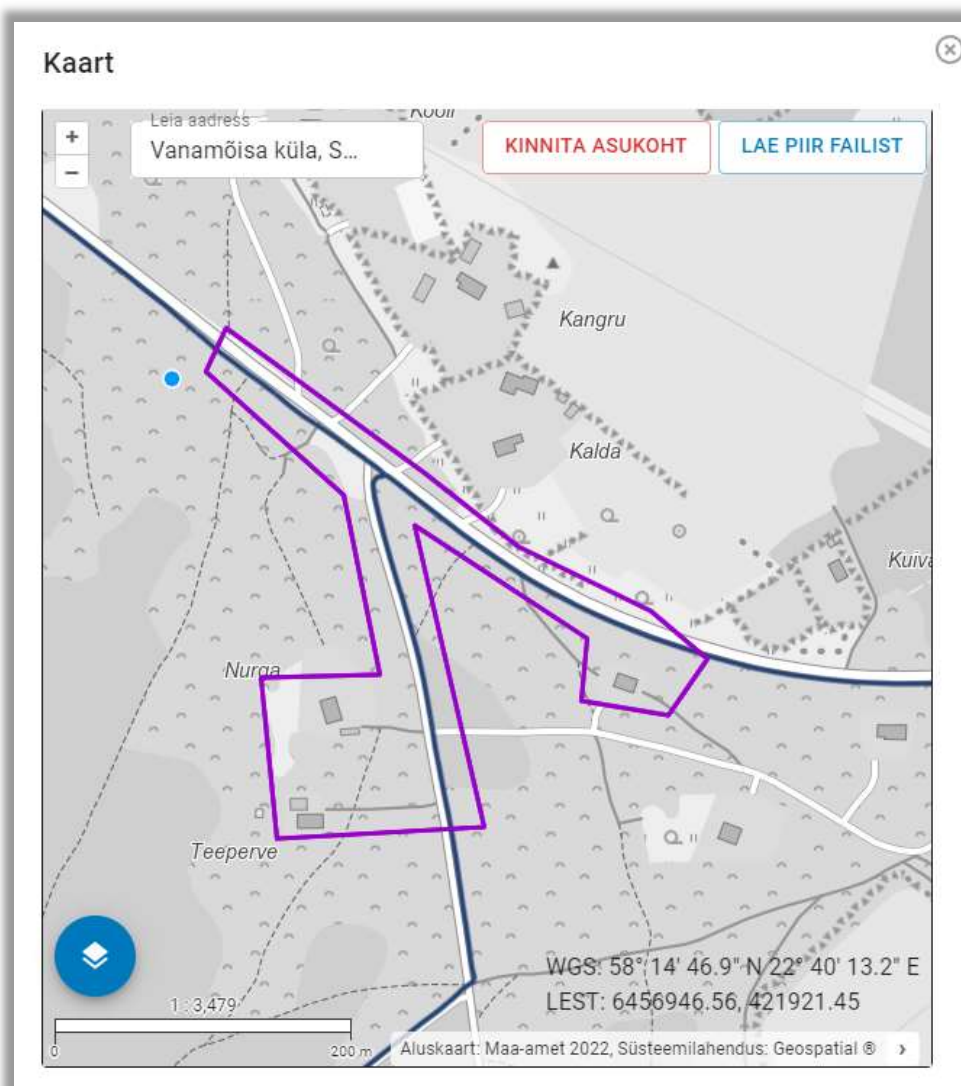 Kaart
Kooli
+
Leia aadress
Vanamõisa küla, S...
KINNITA ASUKOHT
LAE PIIR FAILIST
−
Kangru
Kalda
Kuiva
Nurga
Teeperve
WGS: 58° 14' 46.9" N 22° 40' 13.2" E
LEST: 6456946.56, 421921.45
1 : 3,479
0
200 m
Aluskaart: Maa-amet 2022, Süsteemilahendus: Geospatial ®